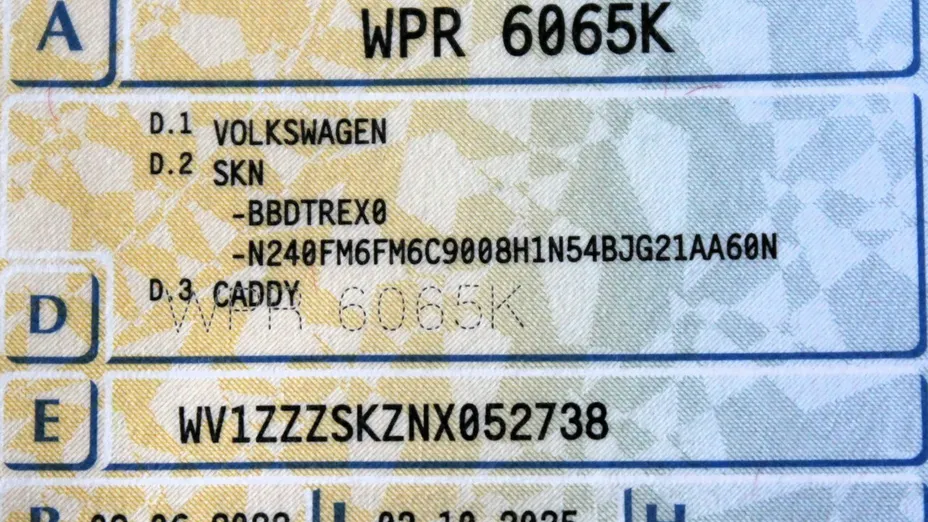 A WPR 6065K
D.1 VOLKSWAGEN
D.2 SKN
-BBDTREX0
-N240FM6FM6C9008H1N54BJG21AA60N
D.3 CADDY
D WPR 6065K
E WV1ZZZSKZNX052738